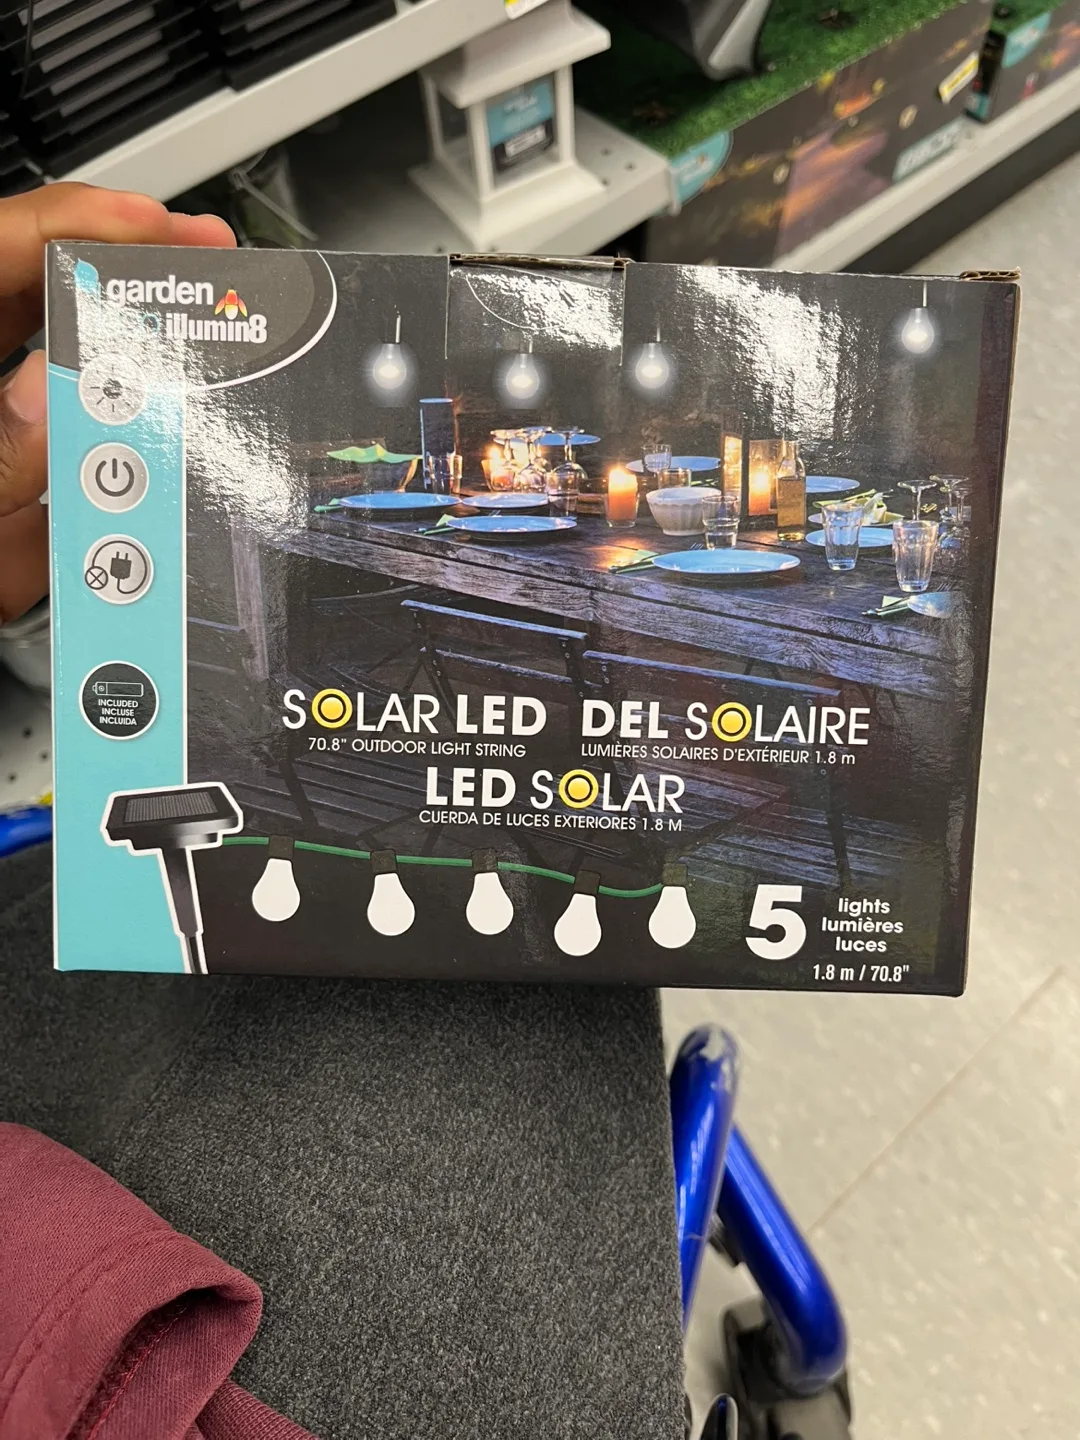 garden
illumin8
INCLUDED
INCLUSE
INCLUIDA
SOLAR LED
70.8" OUTDOOR LIGHT STRING
DEL SOLAIRE
LUMIÈRES SOLAIRES D'EXTÉRIEUR 1.8 m
LED SOLAR
CUERDA DE LUCES EXTERIORES 1.8 M
5
lights
lumières
luces
1.8 m / 70.8"